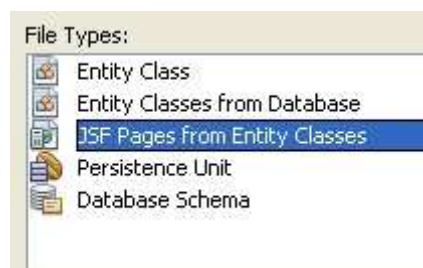 File Types:
Entity Class
Entity Classes from Database
JSF Pages from Entity Classes
Persistence Unit
Database Schema